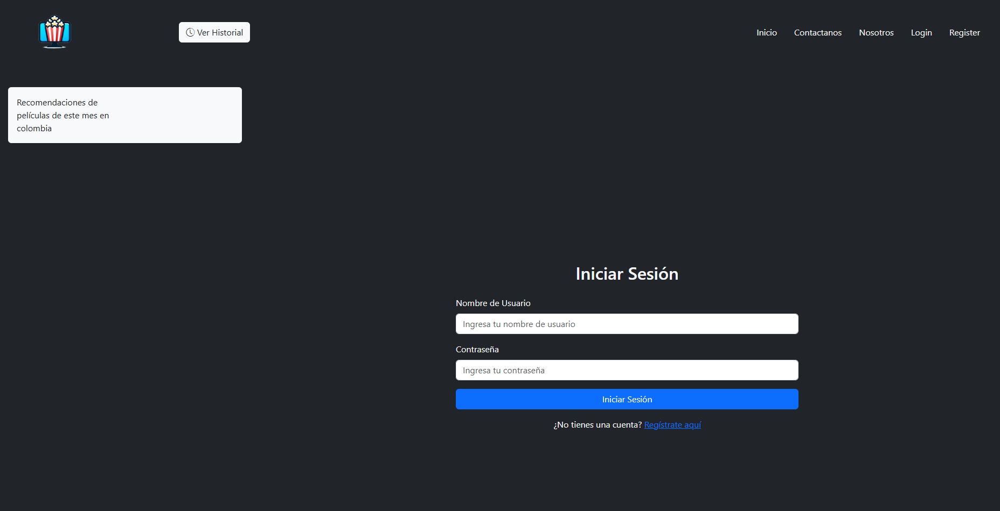 Ver Historial
Inicio
Contactanos
Nosotros
Login
Register
Recomendaciones de
películas de este mes en
colombia
Iniciar Sesión
Nombre de Usuario
Ingresa tu nombre de usuario
Contraseña
Ingresa tu contraseña
Iniciar Sesión
¿No tienes una cuenta? Regístrate aquí